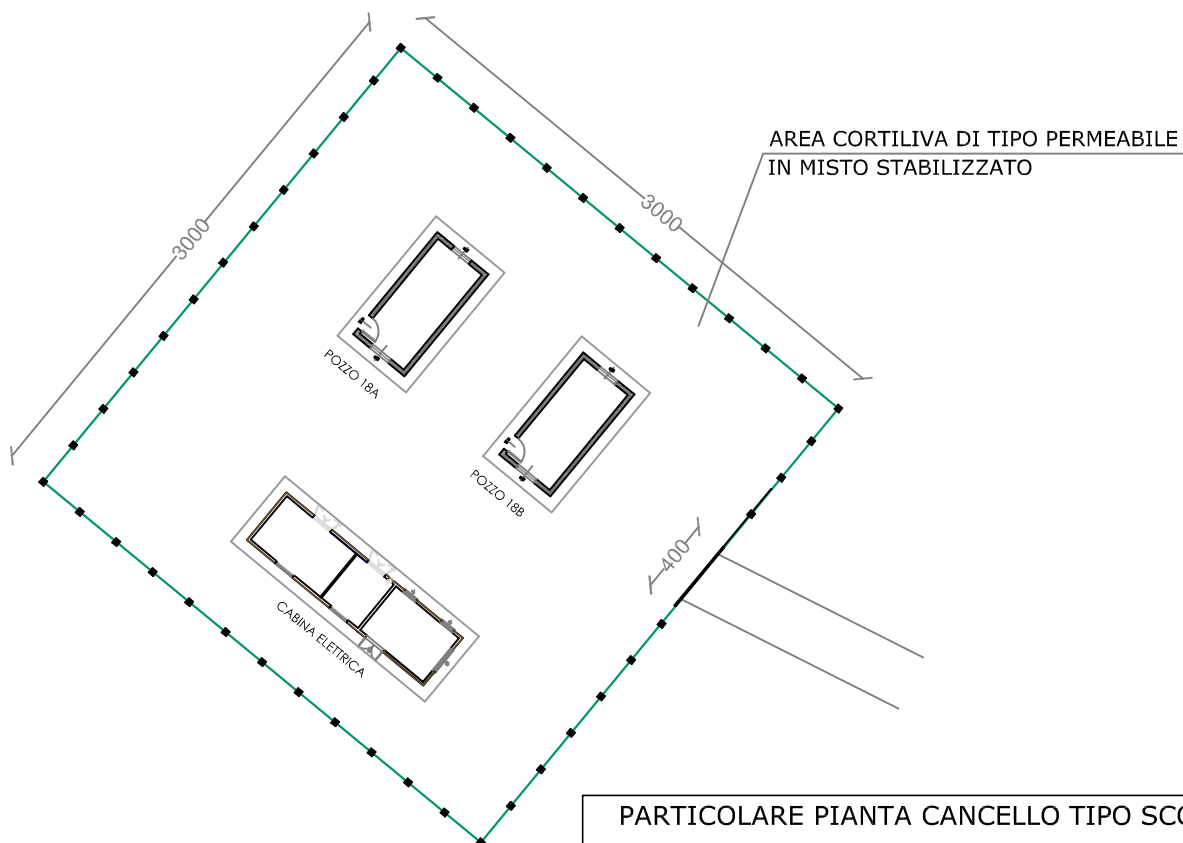 AREA CORTILIVA DI TIPO PERMEABILE
IN MISTO STABILIZZATO
3000
3000
POZZO 18A
POZZO 18B
400
CABINA ELETTRICA
PARTICOLARE PIANTA CANCELLO TIPO